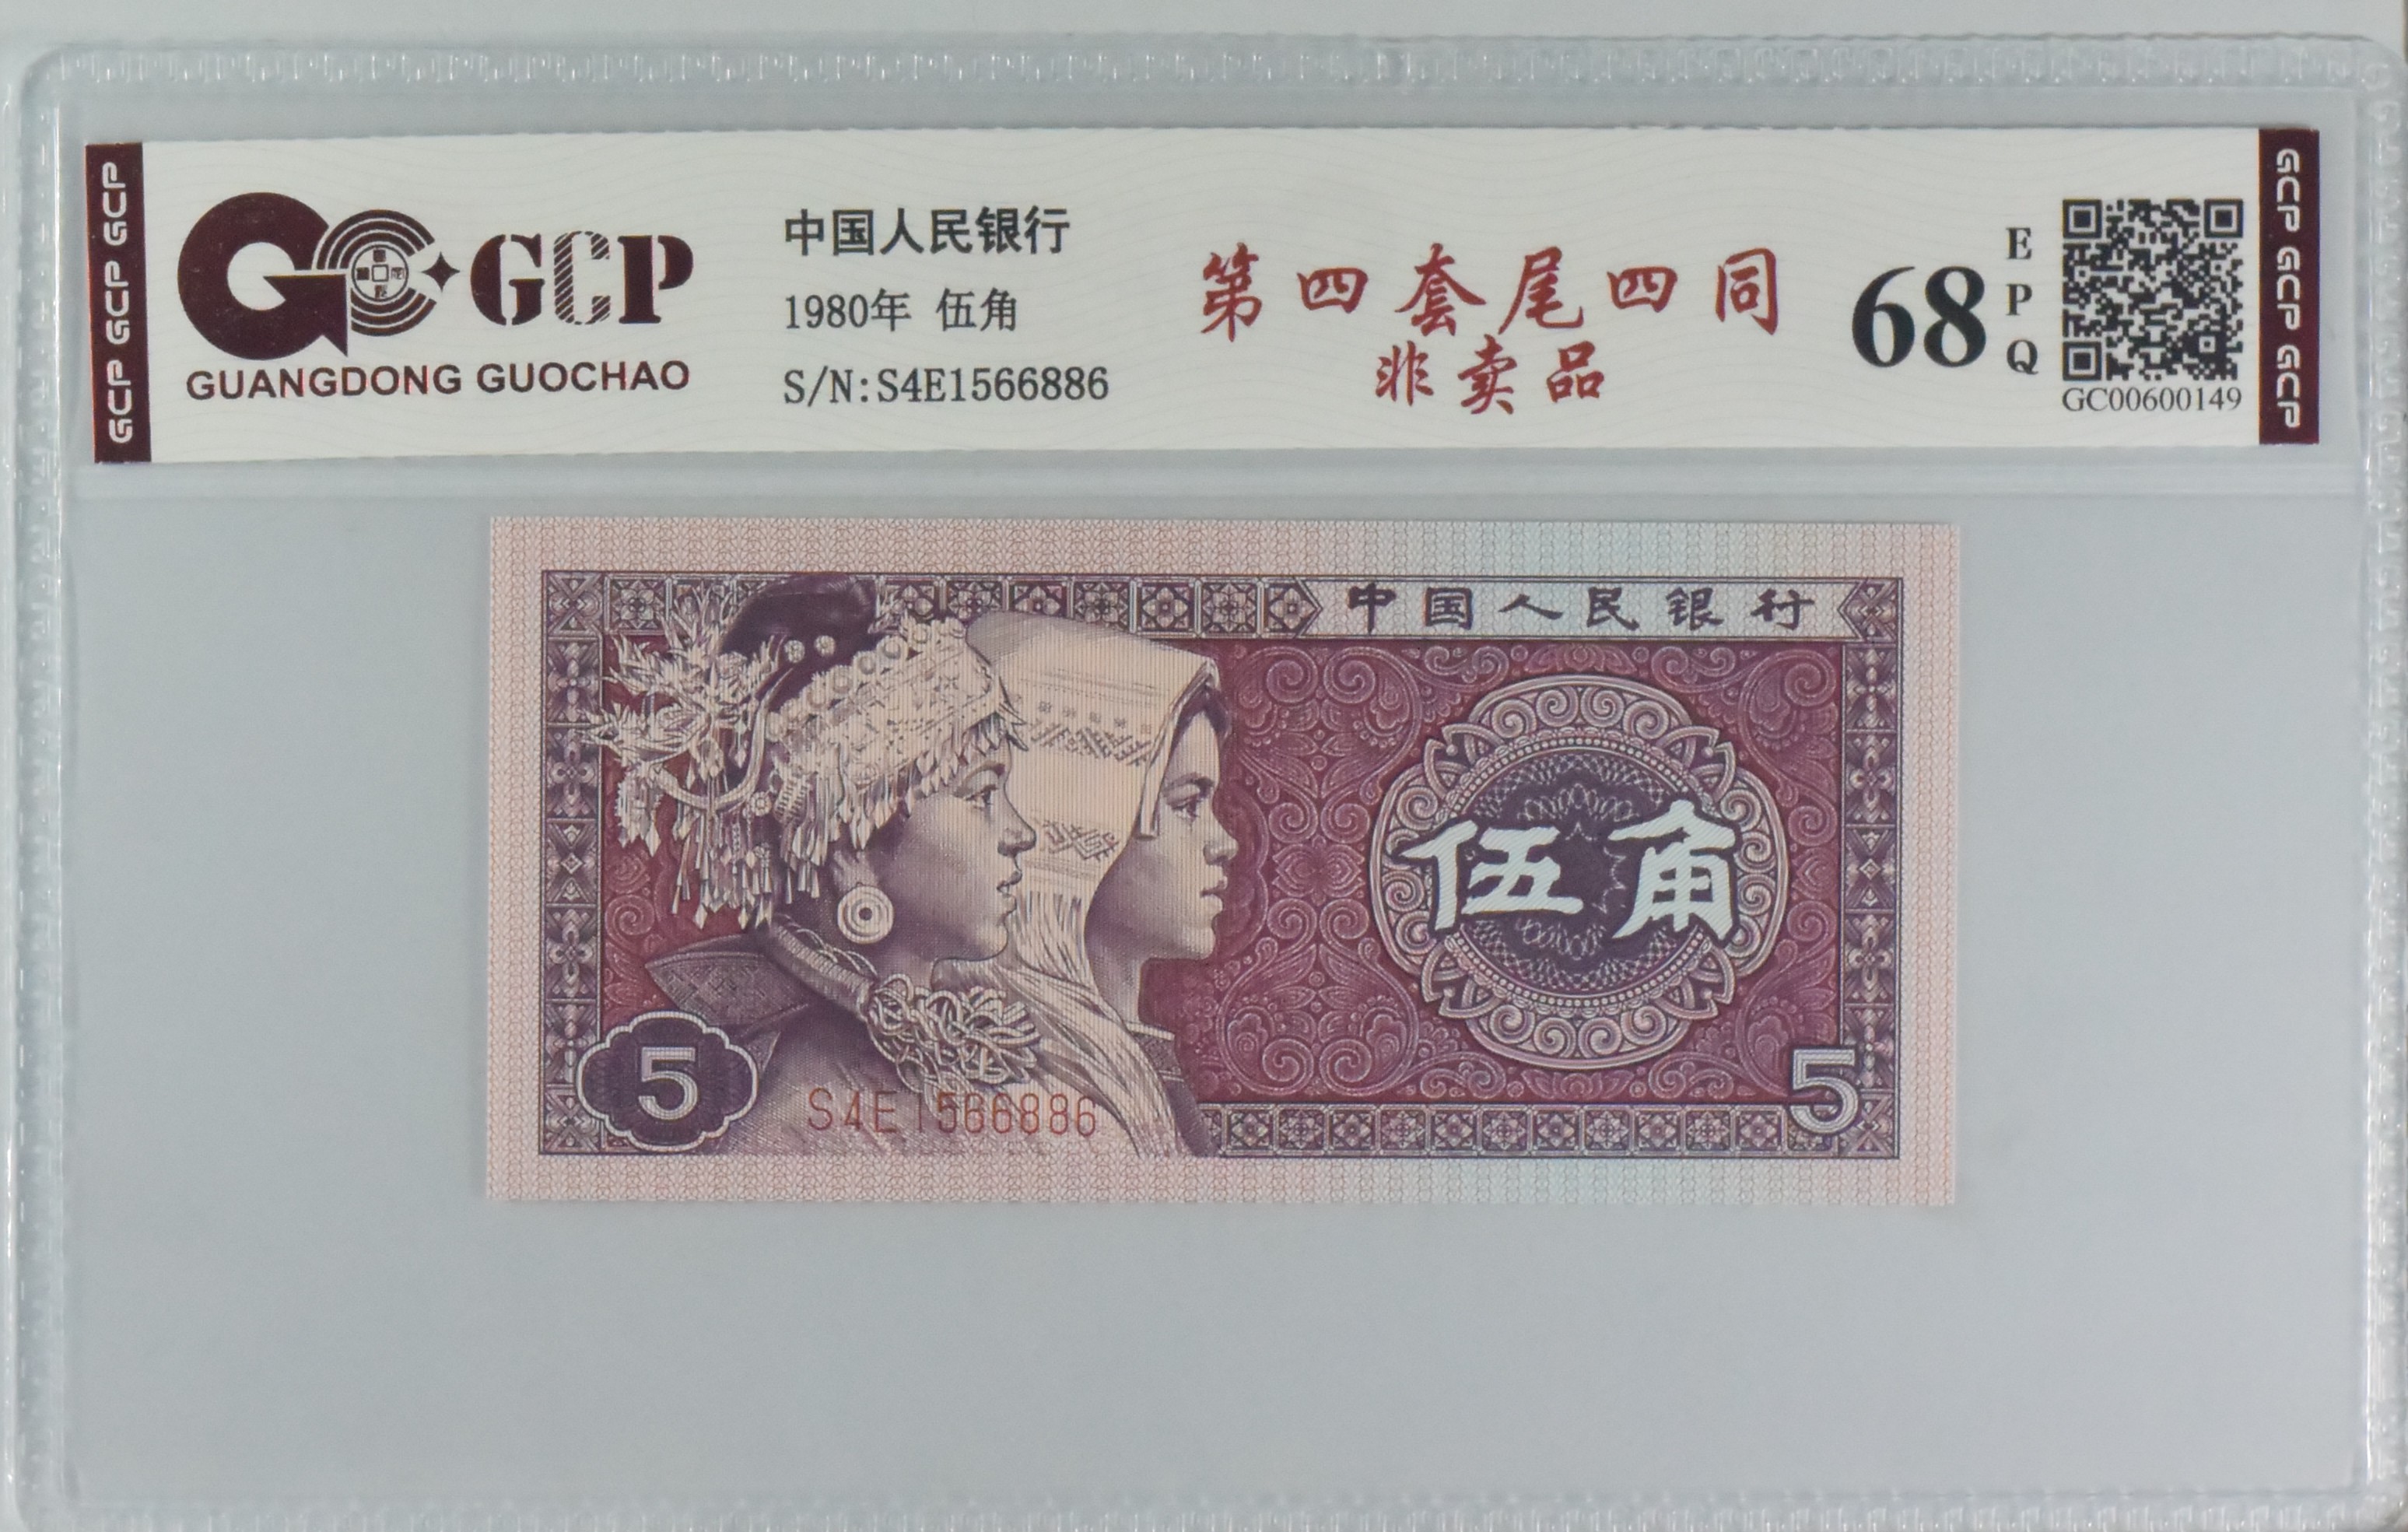 GCP GCP GCP
GCP
GUANGDONG GUOCHAO
中国人民银行
1980年 伍角
S/N:S4E1566886
第四套尾四同
非卖品
68
EPQ
GC00600149
GCP GCP GCP
中国人民银行
伍角
5
S4E1566886
5